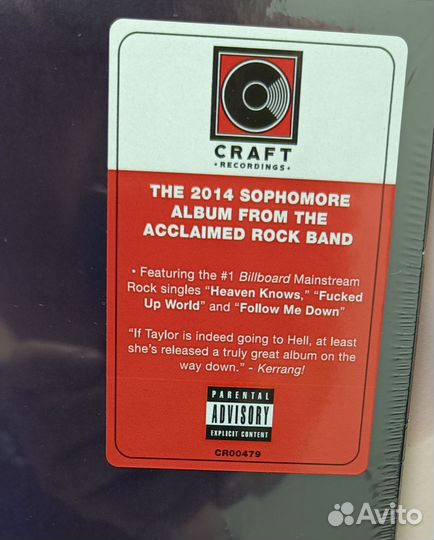 CRAFT
• RECORDINGS •
THE 2014 SOPHOMORE
ALBUM FROM THE
ACCLAIMED ROCK BAND
• Featuring the #1 Billboard Mainstream
Rock singles “Heaven Knows,” “Fucked
Up World” and “Follow Me Down”
“If Taylor is indeed going to Hell, at least
she’s released a truly great album on the
way down.” - Kerrang!
PARENTAL
ADVISORY
EXPLICIT CONTENT
CR00479
Avito